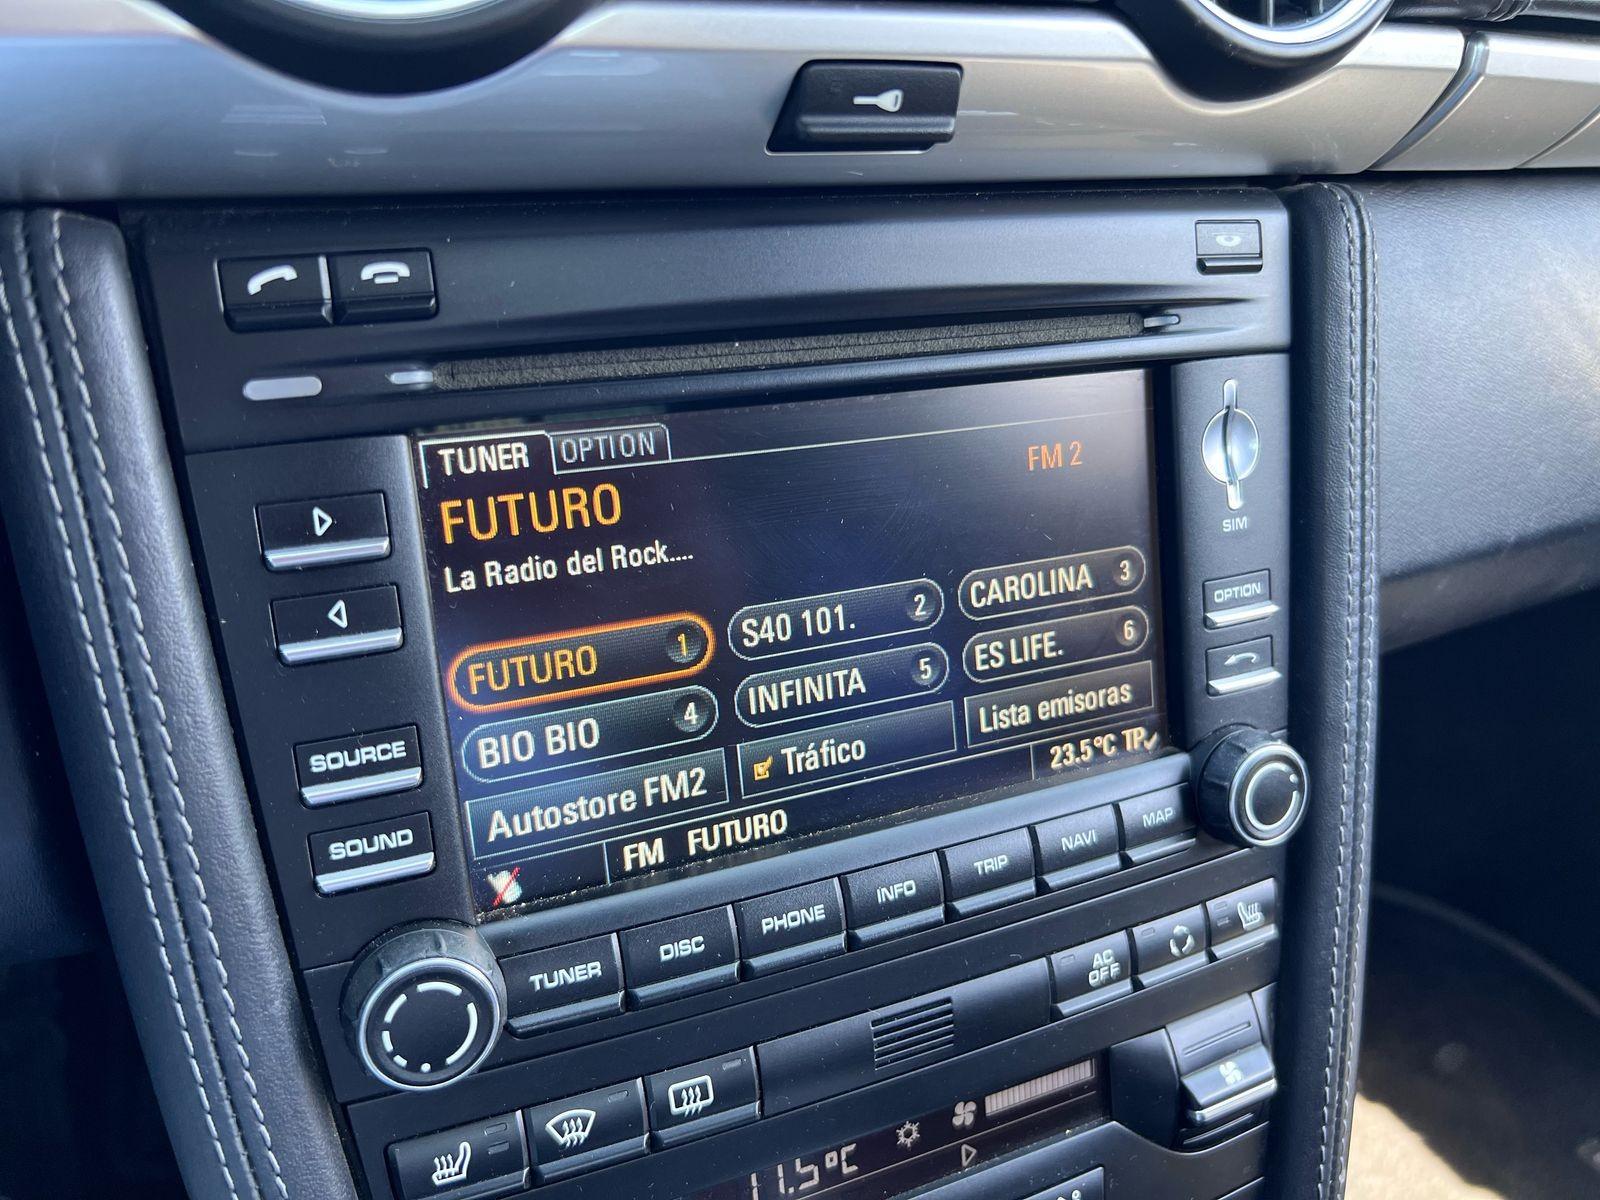 TUNER OPTION
FM 2
FUTURO
La Radio del Rock....
FUTURO 1
S40 101. 2
CAROLINA 3
BIO BIO 4
INFINITA 5
ES LIFE. 6
Autostore FM2
Tráfico
Lista emisoras
FM FUTURO
23.5°C TP
SIM
OPTION
SOURCE
SOUND
TUNER
DISC
PHONE
INFO
TRIP
NAVI
MAP
AC
OFF